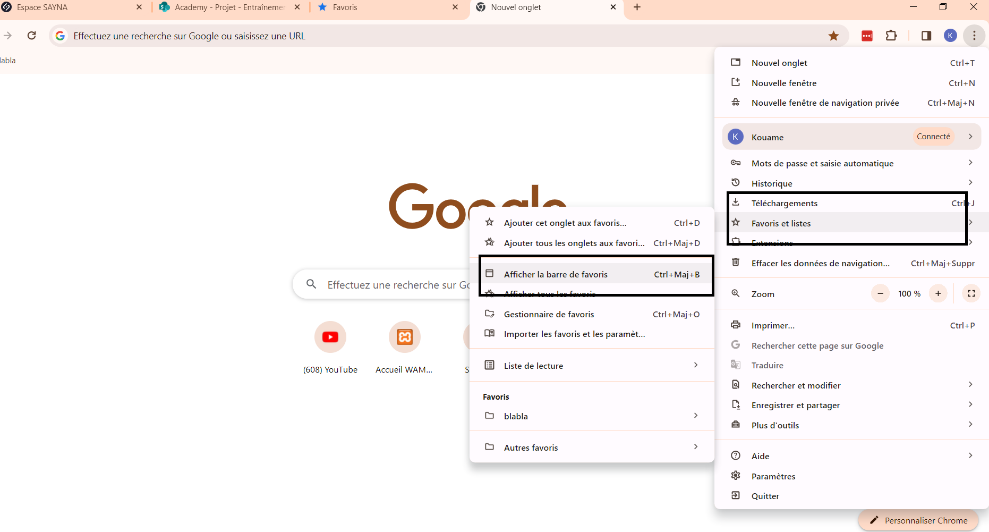 Espace SAYNA
Academy - Projet - Entraîneme
Favoris
Nouvel onglet
Effectuez une recherche sur Google ou saisissez une URL
K
labla
Google
Effectuez une recherche sur Go
(608) YouTube
Accueil WAM...
S
Ajouter cet onglet aux favoris... Ctrl+D
Ajouter tous les onglets aux favori... Ctrl+Maj+D
Afficher la barre de favoris Ctrl+Maj+B
Afficher tous les favoris
Gestionnaire de favoris Ctrl+Maj+O
Importer les favoris et les paramèt...
Liste de lecture
Favoris
blabla
Autres favoris
Nouvel onglet Ctrl+T
Nouvelle fenêtre Ctrl+N
Nouvelle fenêtre de navigation privée Ctrl+Maj+N
K Kouame Connecté
Mots de passe et saisie automatique
Historique
Téléchargements Ctrl+J
Favoris et listes
Extensions
Effacer les données de navigation... Ctrl+Maj+Suppr
Zoom - 100 % +
Imprimer... Ctrl+P
Rechercher cette page sur Google
Traduire
Rechercher et modifier
Enregistrer et partager
Plus d'outils
Aide
Paramètres
Quitter
Personnaliser Chrome